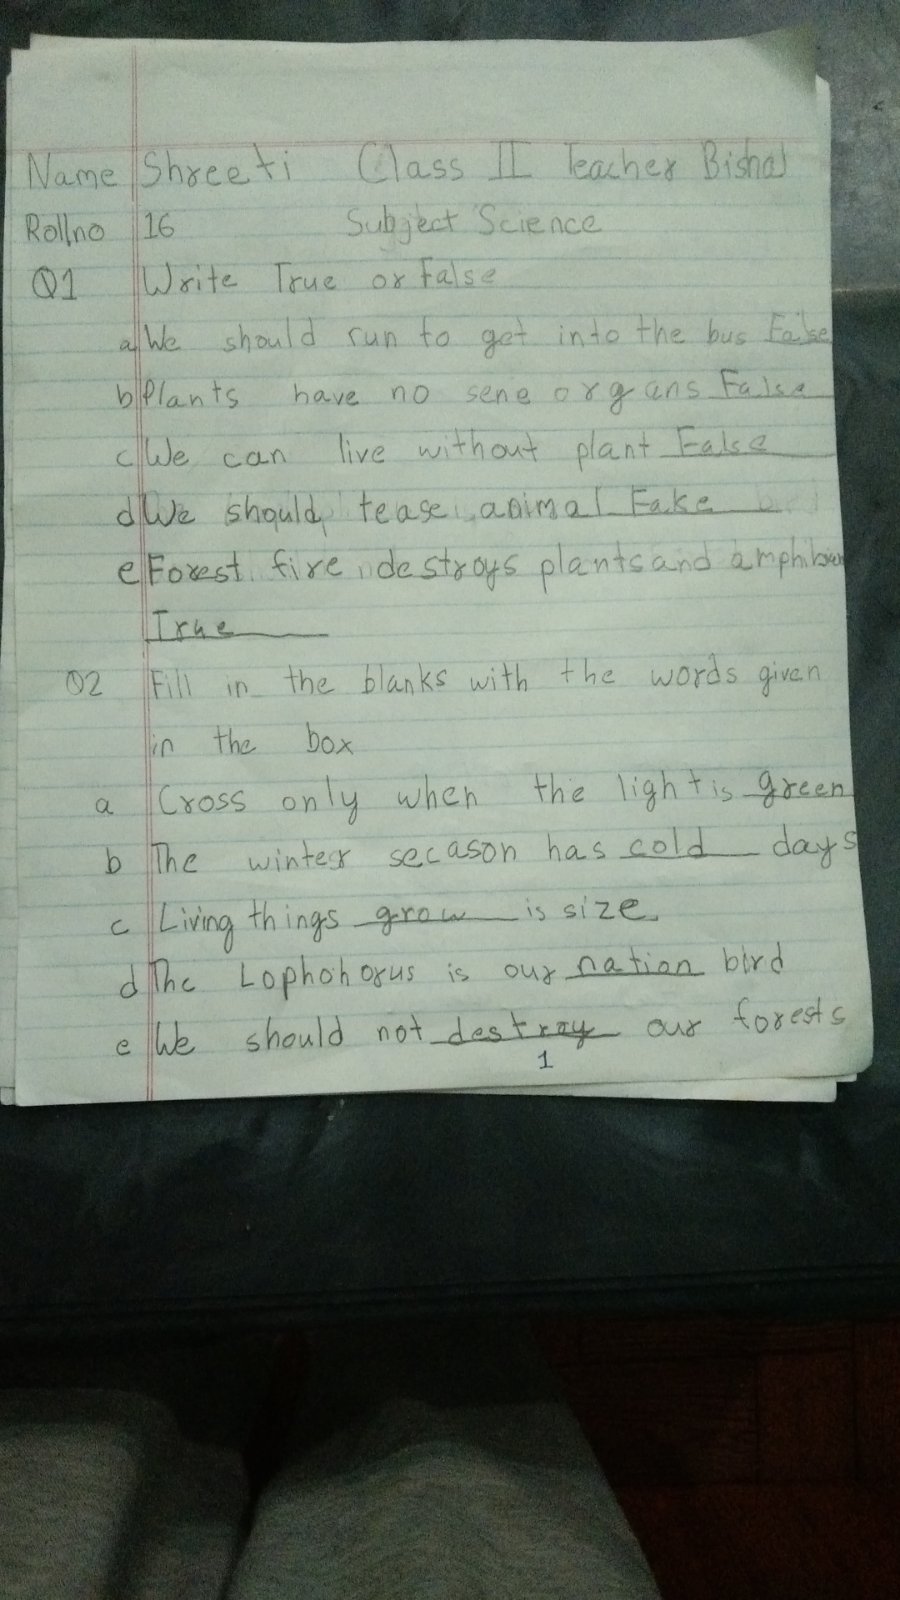 Name Shreeti Class II Teacher Bishal
Rollno 16 Subject Science
Q1 Write True or False
a We should run to get into the bus False
b Plants have no sene organs False
c We can live without plant False
d We should tease animal Fake
e Forest fire destroys plants and amphibian
True
Q2 Fill in the blanks with the words given
in the box
a Cross only when the light is green
b The winter secason has cold days
c Living things grow is size.
d The Lophohorus is our nation bird
e We should not destray our forests
1